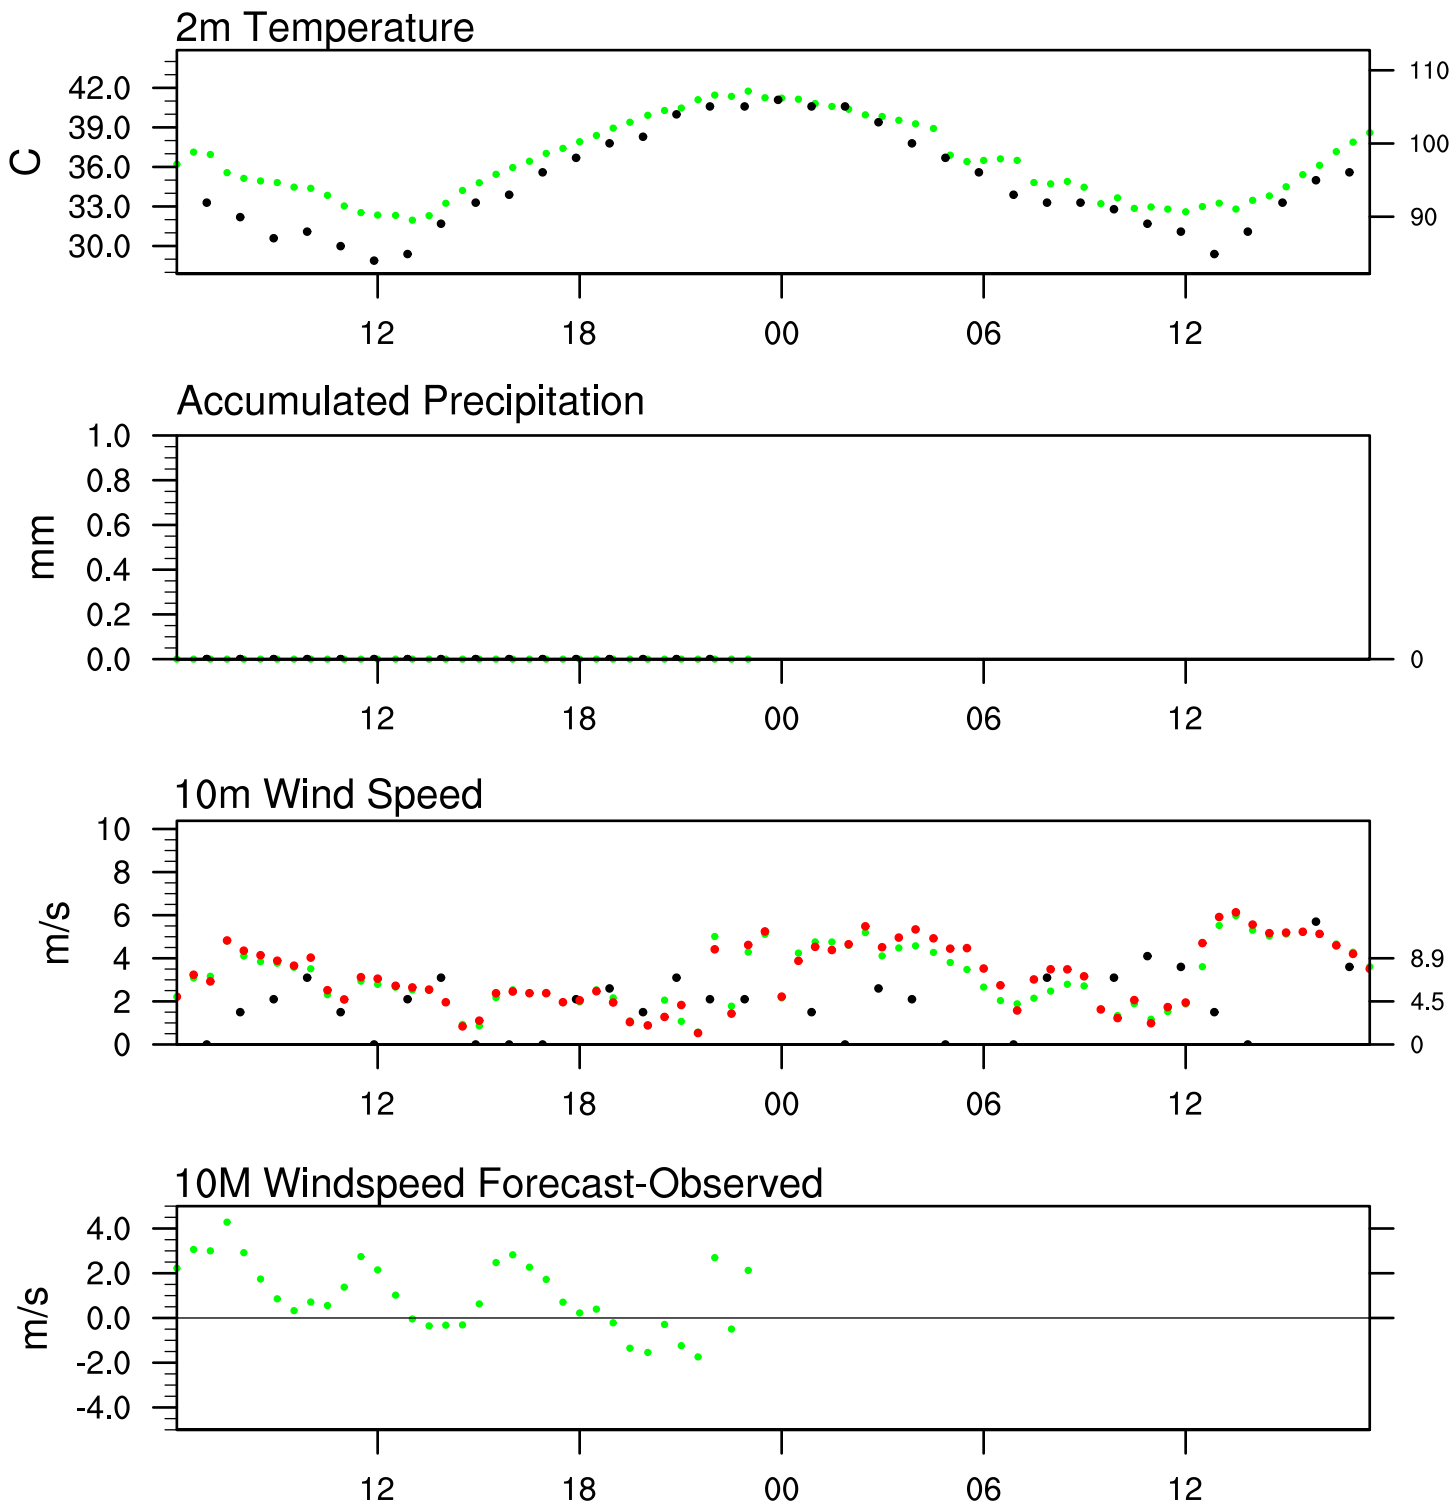 2m Temperature
42.0
39.0
36.0
33.0
30.0
C
110
100
90
12 18 00 06 12
Accumulated Precipitation
1.0
0.8
0.6
0.4
0.2
0.0
mm
0
12 18 00 06 12
10m Wind Speed
10
8
6
4
2
0
m/s
8.9
4.5
0
12 18 00 06 12
10M Windspeed Forecast-Observed
4.0
2.0
0.0
-2.0
-4.0
m/s
12 18 00 06 12